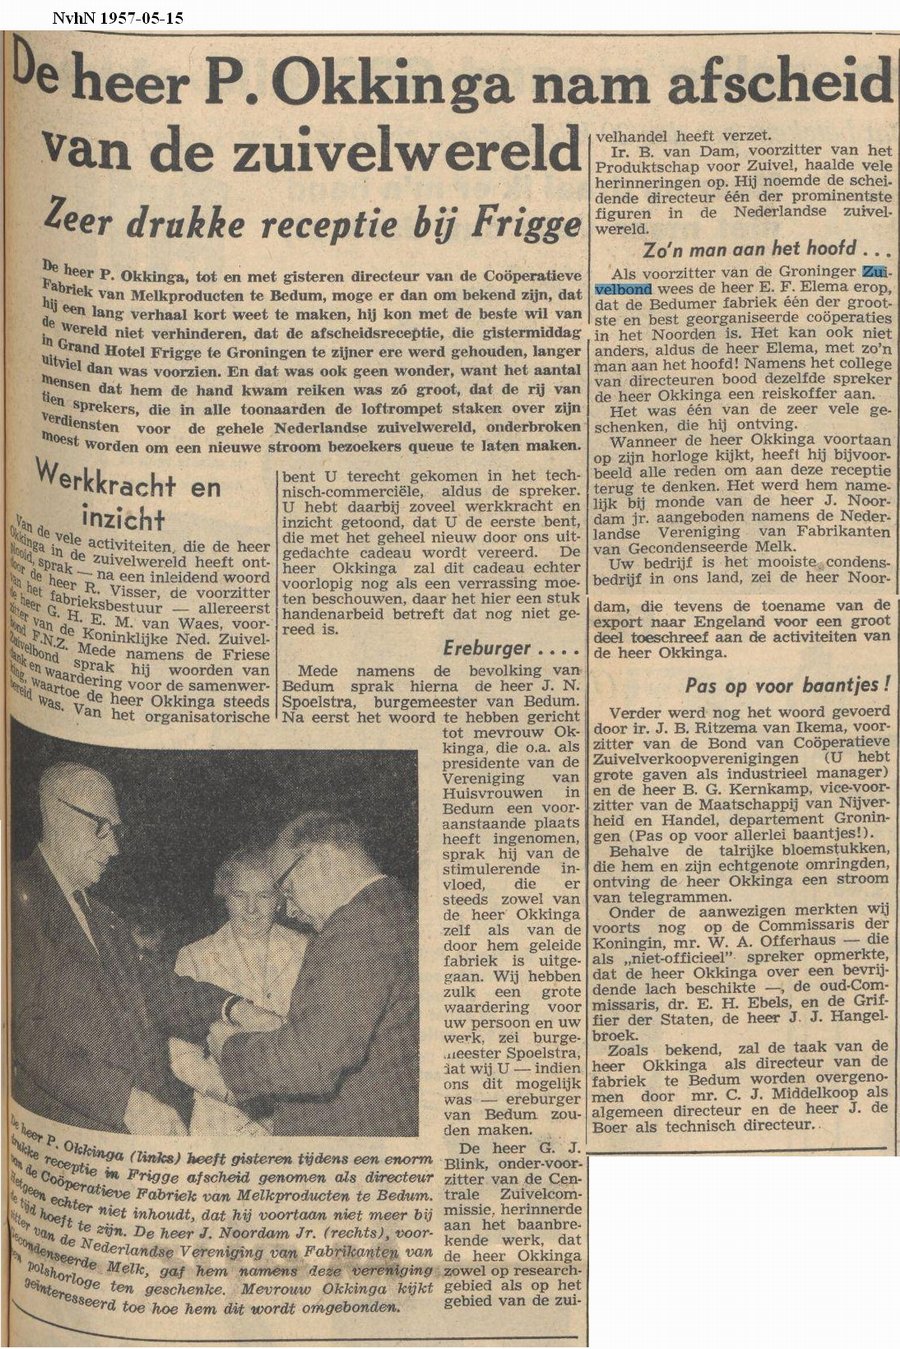 NvhN 1957-05-15
De heer P. Okkinga nam afscheid
van de zuivelwereld
Zeer drukke receptie bij Frigge
De heer P. Okkinga, tot en met gisteren directeur van de Coöperatieve
Fabriek van Melkproducten te Bedum, moge er dan om bekend zijn, dat
hij een lang verhaal kort weet te maken, hij kon met de beste wil van
de wereld niet verhinderen, dat de afscheidsreceptie, die gistermiddag
in Grand Hotel Frigge te Groningen te zijner ere werd gehouden, langer
uitviel dan was voorzien. En dat was ook geen wonder, want het aantal
mensen dat hem de hand kwam reiken was zó groot, dat de rij van
tien sprekers, die in alle toonaarden de loftrompet staken over zijn
verdiensten voor de gehele Nederlandse zuivelwereld, onderbroken
moest worden om een nieuwe stroom bezoekers queue te laten maken.
Werkkracht en
inzicht
Van de vele activiteiten, die de heer
Okkinga in de zuivelwereld heeft ont-
plooid, sprak — na een inleidend woord
door de heer R. Visser, de voorzitter
van het fabrieksbestuur — allereerst
de heer G. H. E. M. van Waes, voor-
zitter van de Koninklijke Ned. Zuivel-
bond F.N.Z. Mede namens de Friese
Zuivelbond sprak hij woorden van
dank en waardering voor de samenwer-
king, waartoe de heer Okkinga steeds
bereid was. Van het organisatorische
bent U terecht gekomen in het tech-
nisch-commerciële, aldus de spreker.
U hebt daarbij zoveel werkkracht en
inzicht getoond, dat U de eerste bent,
die met het geheel nieuw door ons uit-
gedachte cadeau wordt vereerd. De
heer Okkinga zal dit cadeau echter
voorlopig nog als een verrassing moe-
ten beschouwen, daar het hier een stuk
handenarbeid betreft dat nog niet ge-
reed is.
Ereburger ....
Mede namens de bevolking van
Bedum sprak hierna de heer J. N.
Spoelstra, burgemeester van Bedum.
Na eerst het woord te hebben gericht
tot mevrouw Ok-
kinga, die o.a. als
presidente van de
Vereniging van
Huisvrouwen in
Bedum een voor-
aanstaande plaats
heeft ingenomen,
sprak hij van de
stimulerende in-
vloed, die er
steeds zowel van
de heer Okkinga
zelf als van de
door hem geleide
fabriek is uitge-
gaan. Wij hebben
zulk een grote
waardering voor
uw persoon en uw
werk, zei burge-
meester Spoelstra,
dat wij U — indien
ons dit mogelijk
was — ereburger
van Bedum zou-
den maken.
De heer G. J.
Blink, onder-voor-
zitter van de Cen-
trale Zuivelcom-
missie, herinnerde
aan het baanbre-
kende werk, dat
de heer Okkinga
zowel op research-
gebied als op het
gebied van de zui-
velhandel heeft verzet.
Ir. B. van Dam, voorzitter van het
Produktschap voor Zuivel, haalde vele
herinneringen op. Hij noemde de schei-
dende directeur één der prominentste
figuren in de Nederlandse zuivel-
wereld.
Zo'n man aan het hoofd ...
Als voorzitter van de Groninger Zui-
velbond wees de heer E. F. Elema erop,
dat de Bedumer fabriek één der groot-
ste en best georganiseerde coöperaties
in het Noorden is. Het kan ook niet
anders, aldus de heer Elema, met zo'n
man aan het hoofd! Namens het college
van directeuren bood dezelfde spreker
de heer Okkinga een reiskoffer aan.
Het was één van de zeer vele ge-
schenken, die hij ontving.
Wanneer de heer Okkinga voortaan
op zijn horloge kijkt, heeft hij bijvoor-
beeld alle reden om aan deze receptie
terug te denken. Het werd hem name-
lijk bij monde van de heer J. Noor-
dam jr. aangeboden namens de Neder-
landse Vereniging van Fabrikanten
van Gecondenseerde Melk.
Uw bedrijf is het mooiste condens-
bedrijf in ons land, zei de heer Noor-
dam, die tevens de toename van de
export naar Engeland voor een groot
deel toeschreef aan de activiteiten van
de heer Okkinga.
Pas op voor baantjes!
Verder werd nog het woord gevoerd
door ir. J. B. Ritzema van Ikema, voor-
zitter van de Bond van Coöperatieve
Zuivelverkoopverenigingen (U hebt
grote gaven als industrieel manager)
en de heer B. G. Kernkamp, vice-voor-
zitter van de Maatschappij van Nijver-
heid en Handel, departement Gronin-
gen (Pas op voor allerlei baantjes!).
Behalve de talrijke bloemstukken,
die hem en zijn echtgenote omringden,
ontving de heer Okkinga een stroom
van telegrammen.
Onder de aanwezigen merkten wij
voorts nog op de Commissaris der
Koningin, mr. W. A. Offerhaus — die
als „niet-officieel” spreker opmerkte,
dat de heer Okkinga over een bevrij-
dende lach beschikte —, de oud-Com-
missaris, dr. E. H. Ebels, en de Grif-
fier der Staten, de heer J. J. Hangel-
broek.
Zoals bekend, zal de taak van de
heer Okkinga als directeur van de
fabriek te Bedum worden overgeno-
men door mr. C. J. Middelkoop als
algemeen directeur en de heer J. de
Boer als technisch directeur.
De heer P. Okkinga (links) heeft gisteren tijdens een enorm
drukke receptie in Frigge afscheid genomen als directeur
van de Coöperatieve Fabriek van Melkproducten te Bedum.
Hetgeen echter niet inhoudt, dat hij voortaan niet meer bij
de tijd hoeft te zijn. De heer J. Noordam Jr. (rechts), voor-
zitter van de Nederlandse Vereniging van Fabrikanten van
Gecondenseerde Melk, gaf hem namens deze vereniging
een polshorloge ten geschenke. Mevrouw Okkinga kijkt
geïnteresseerd toe hoe hem dit wordt omgebonden.